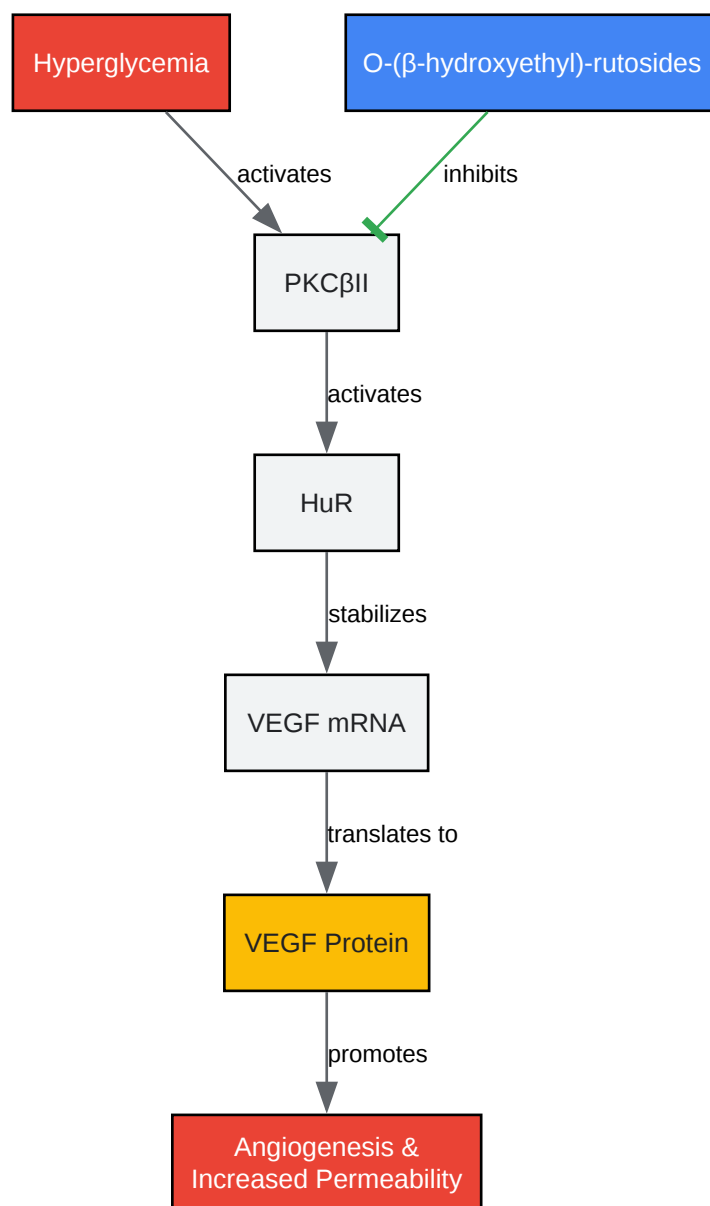 Hyperglycemia
O-(β-hydroxyethyl)-rutosides
activates
inhibits
PKCβII
activates
HuR
stabilizes
VEGF mRNA
translates to
VEGF Protein
promotes
Angiogenesis &
Increased Permeability